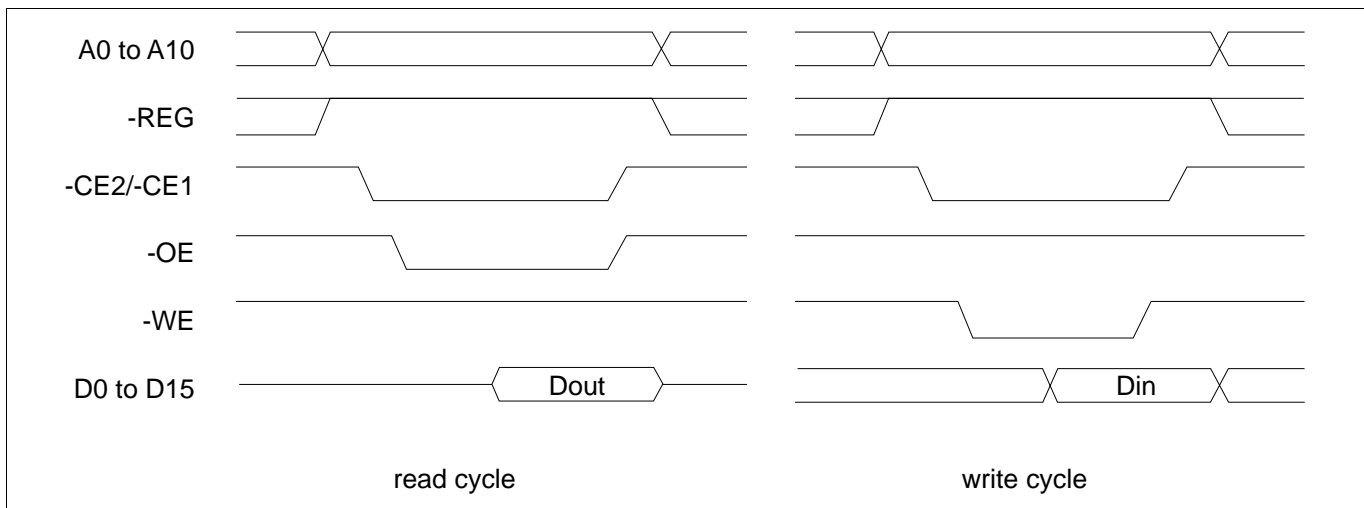 A0 to A10
-REG
-CE2/-CE1
-OE
-WE
D0 to D15
Dout
Din
read cycle
write cycle